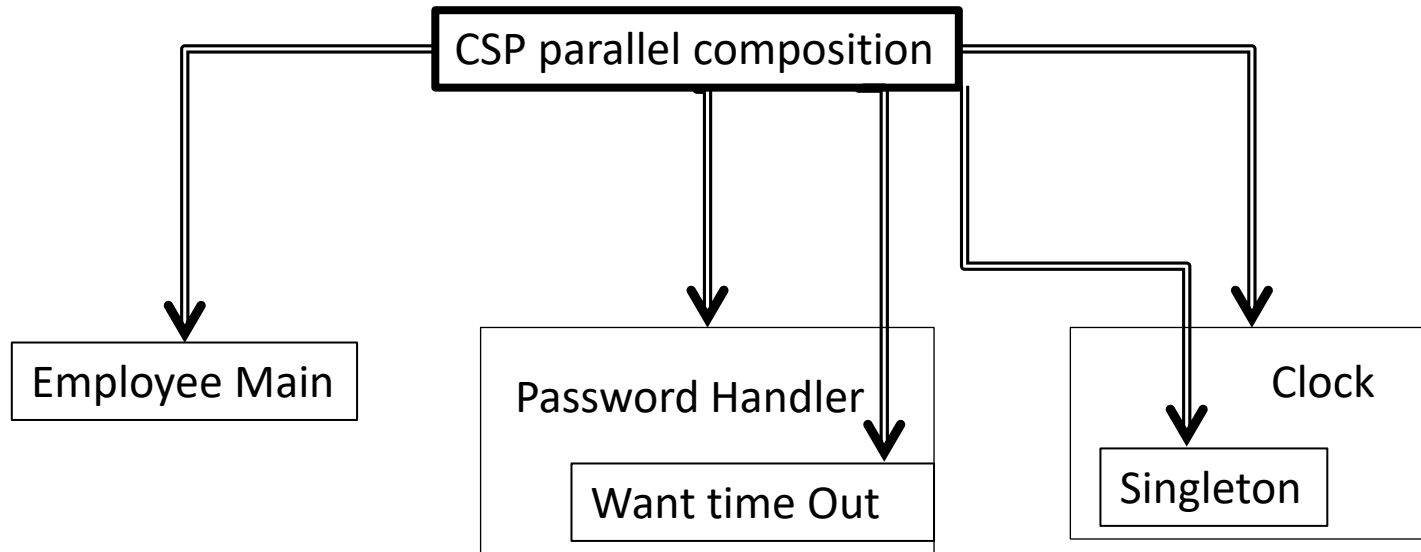 CSP parallel composition
Employee Main
Password Handler
Want time Out
Clock
Singleton